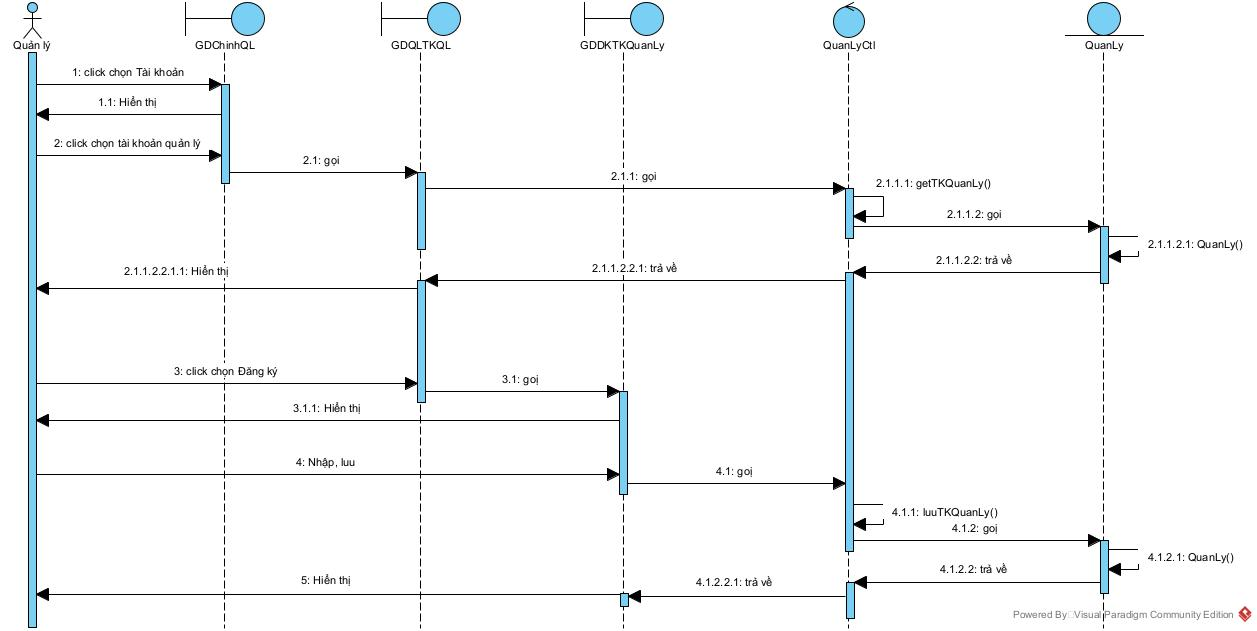 Quản lý
GDChinhQL
GDQLTKQL
GDDKTKQuanLy
QuanLyCtl
QuanLy
1: click chọn Tài khoản
1.1: Hiển thị
2: click chọn tài khoản quản lý
2.1: gọi
2.1.1: gọi
2.1.1.1: getTKQuanLy()
2.1.1.2: gọi
2.1.1.2.1: QuanLy()
2.1.1.2.2: trả về
2.1.1.2.2.1: trả về
2.1.1.2.2.1.1: Hiển thị
3: click chọn Đăng ký
3.1: goị
3.1.1: Hiển thị
4: Nhập, luu
4.1: goị
4.1.1: luuTKQuanLy()
4.1.2: goị
4.1.2.1: QuanLy()
4.1.2.2: trả về
4.1.2.2.1: trả về
5: Hiển thị
Powered By Visual Paradigm Community Edition